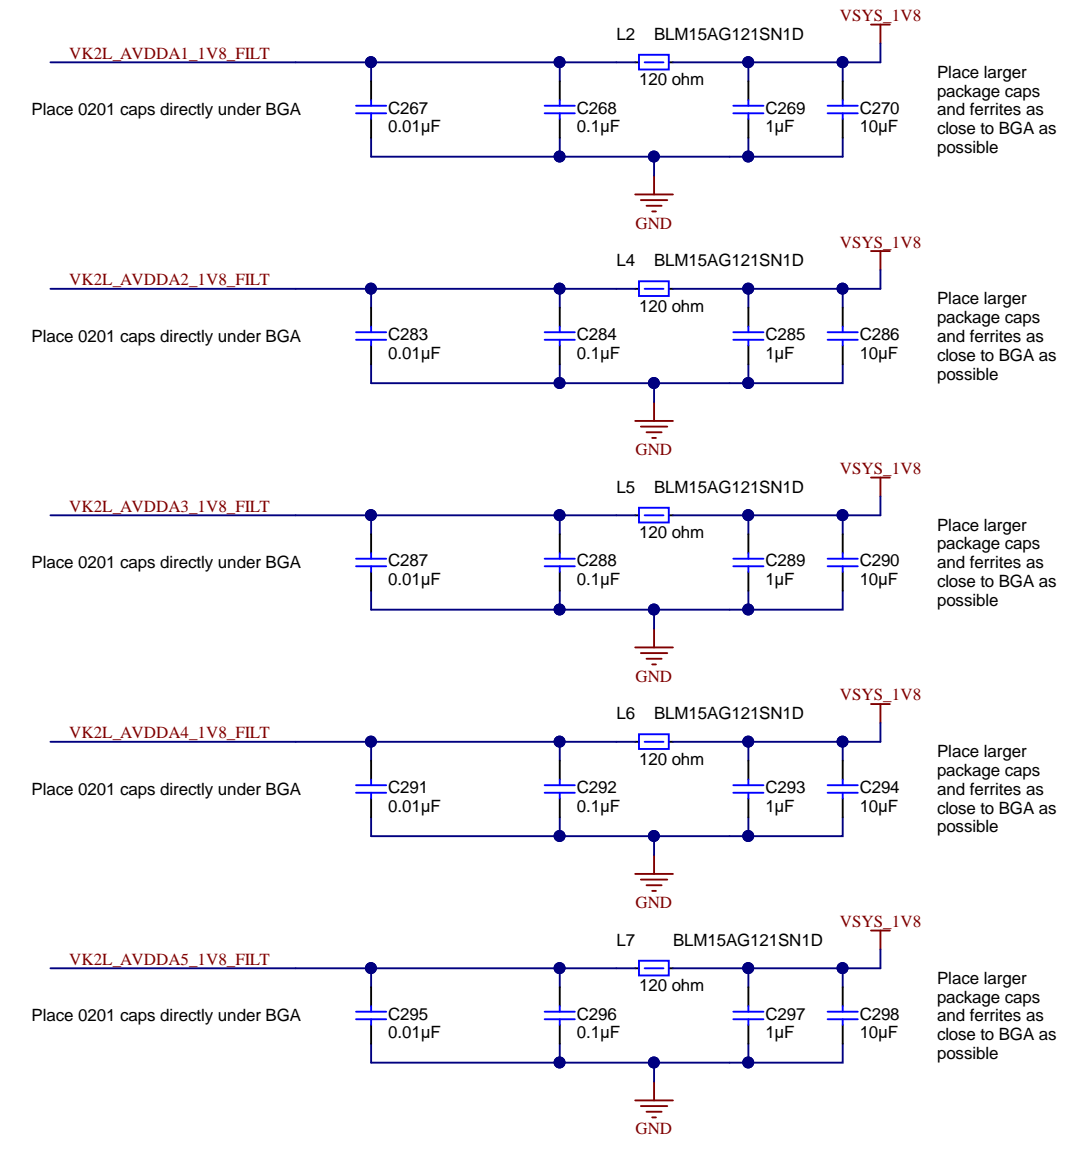 VSYS_1V8
L2 BLM15AG121SN1D
VK2L_AVDDA1_1V8_FILT
120 ohm
Place 0201 caps directly under BGA
C267
0.01µF
C268
0.1µF
C269
1µF
C270
10µF
Place larger
package caps
and ferrites as
close to BGA as
possible
GND
VSYS_1V8
L4 BLM15AG121SN1D
VK2L_AVDDA2_1V8_FILT
120 ohm
Place 0201 caps directly under BGA
C283
0.01µF
C284
0.1µF
C285
1µF
C286
10µF
Place larger
package caps
and ferrites as
close to BGA as
possible
GND
VSYS_1V8
L5 BLM15AG121SN1D
VK2L_AVDDA3_1V8_FILT
120 ohm
Place 0201 caps directly under BGA
C287
0.01µF
C288
0.1µF
C289
1µF
C290
10µF
Place larger
package caps
and ferrites as
close to BGA as
possible
GND
VSYS_1V8
L6 BLM15AG121SN1D
VK2L_AVDDA4_1V8_FILT
120 ohm
Place 0201 caps directly under BGA
C291
0.01µF
C292
0.1µF
C293
1µF
C294
10µF
Place larger
package caps
and ferrites as
close to BGA as
possible
GND
VSYS_1V8
L7 BLM15AG121SN1D
VK2L_AVDDA5_1V8_FILT
120 ohm
Place 0201 caps directly under BGA
C295
0.01µF
C296
0.1µF
C297
1µF
C298
10µF
Place larger
package caps
and ferrites as
close to BGA as
possible
GND